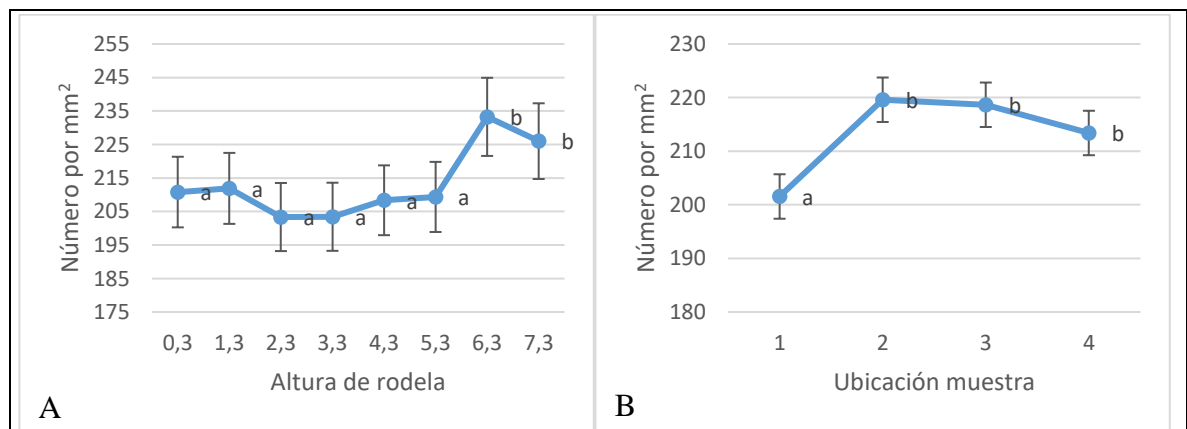 Número por mm²
255
245
235
225
215
205
195
185
175
a
a
a
a
a
a
b
b
0,3 1,3 2,3 3,3 4,3 5,3 6,3 7,3
Altura de rodela
A
Número por mm²
230
220
210
200
190
180
a
b
b
b
1 2 3 4
Ubicación muestra
B